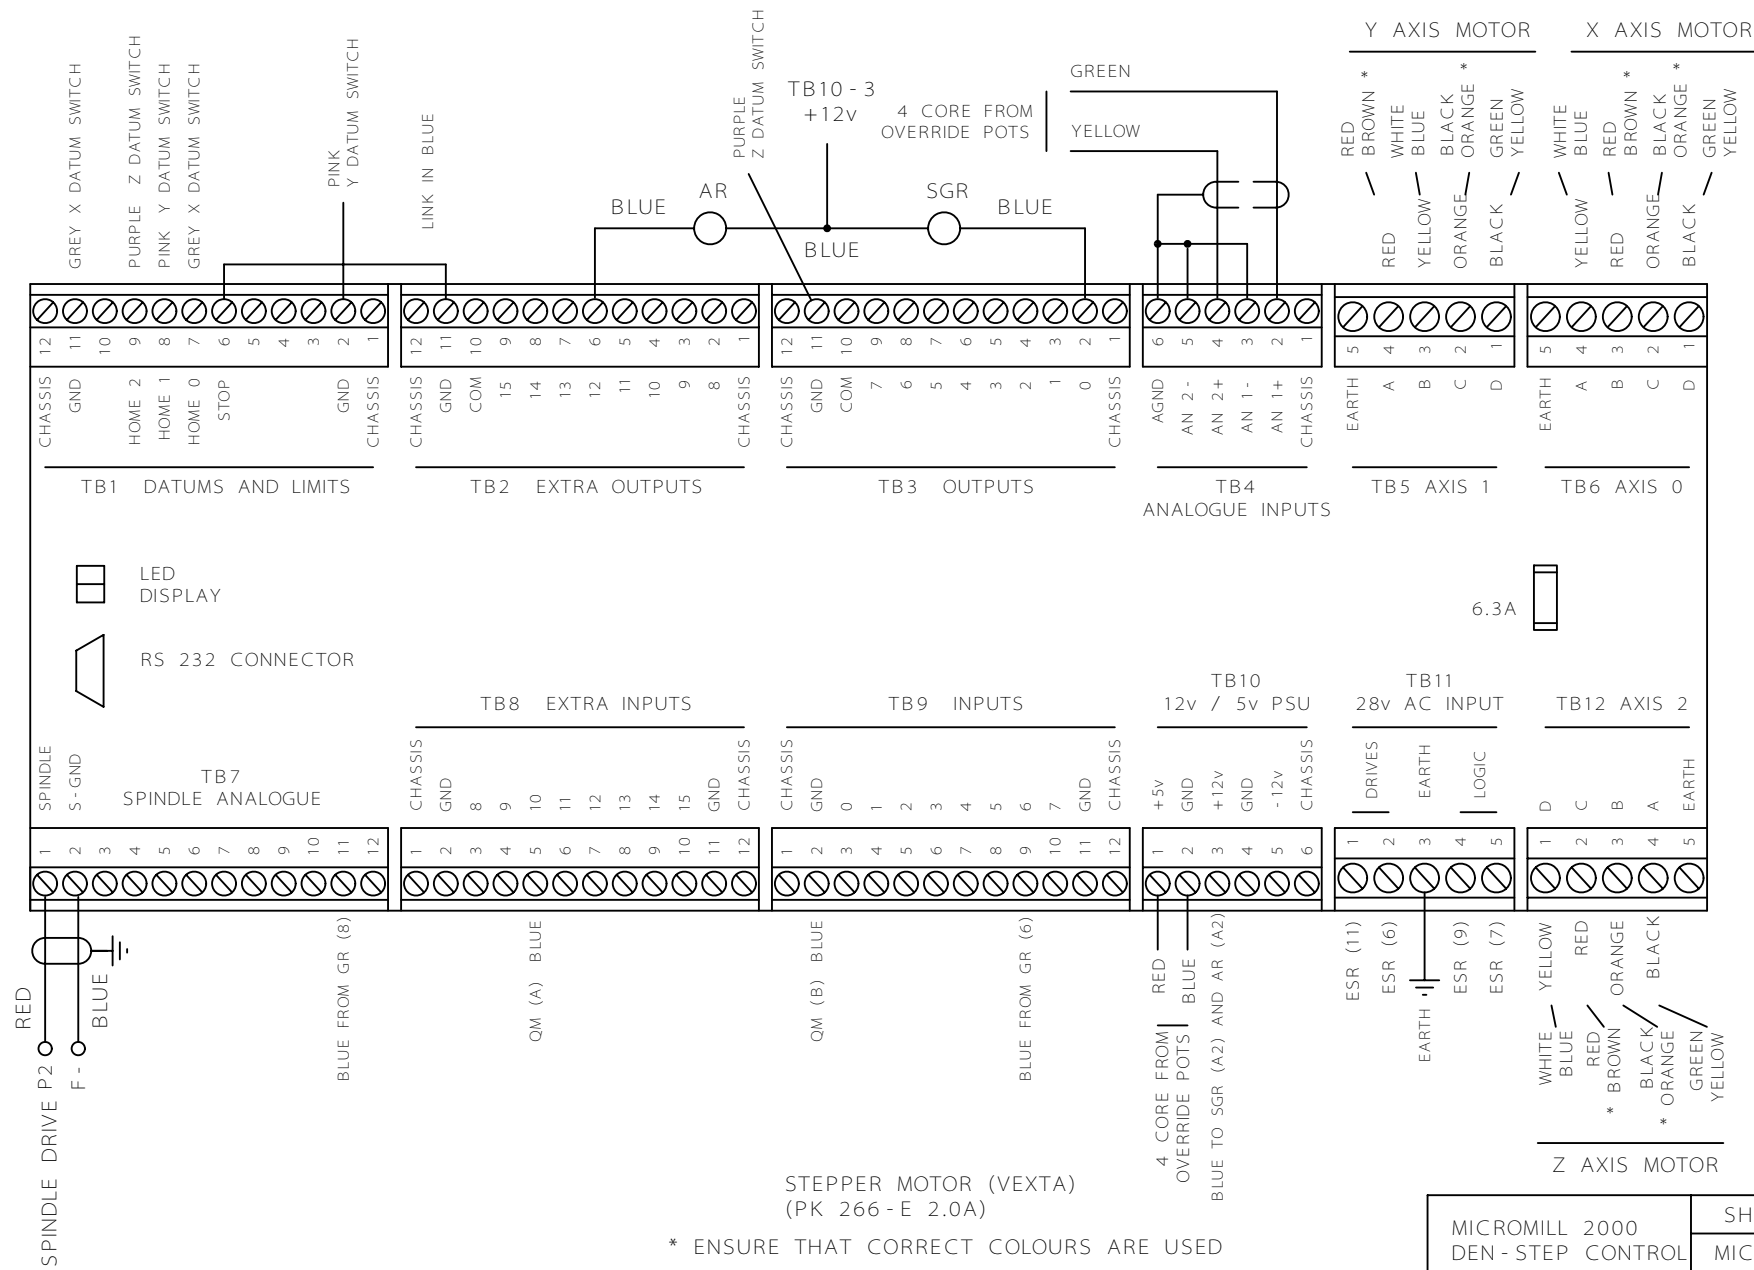 Y AXIS MOTOR
X AXIS MOTOR
GREY X DATUM SWITCH
PURPLE Z DATUM SWITCH
PINK Y DATUM SWITCH
GREY X DATUM SWITCH
PINK
Y DATUM SWITCH
LINK IN BLUE
PURPLE
Z DATUM SWITCH
TB10 - 3
+12v
4 CORE FROM
OVERRIDE POTS
GREEN
YELLOW
BLUE
AR
BLUE
SGR
BLUE
RED
BROWN *
WHITE
BLUE
BLACK
ORANGE *
GREEN
YELLOW
RED
YELLOW
ORANGE
BLACK
WHITE
BLUE
RED
BROWN *
BLACK
ORANGE *
GREEN
YELLOW
YELLOW
RED
ORANGE
BLACK
12 11 10 9 8 7 6 5 4 3 2 1
12 11 10 9 8 7 6 5 4 3 2 1
12 11 10 9 8 7 6 5 4 3 2 1
6 5 4 3 2 1
5 4 3 2 1
5 4 3 2 1
CHASSIS GND HOME 2 HOME 1 HOME 0 STOP GND CHASSIS
CHASSIS GND COM 15 14 13 12 11 10 9 8 CHASSIS
CHASSIS GND COM 7 6 5 4 3 2 1 0 CHASSIS
AGND AN 2 - AN 2+ AN 1 - AN 1+ CHASSIS
EARTH A B C D
EARTH A B C D
TB1 DATUMS AND LIMITS
TB2 EXTRA OUTPUTS
TB3 OUTPUTS
TB4
ANALOGUE INPUTS
TB5 AXIS 1
TB6 AXIS 0
LED
DISPLAY
6.3A
RS 232 CONNECTOR
TB7
SPINDLE ANALOGUE
TB8 EXTRA INPUTS
TB9 INPUTS
TB10
12v / 5v PSU
TB11
28v AC INPUT
TB12 AXIS 2
SPINDLE S - GND
CHASSIS GND 8 9 10 11 12 13 14 15 GND CHASSIS
CHASSIS GND 0 1 2 3 4 5 6 7 GND CHASSIS
+5v GND +12v GND - 12v CHASSIS
DRIVES EARTH LOGIC
D C B A EARTH
1 2 3 4 5 6 7 8 9 10 11 12
1 2 3 4 5 6 7 8 9 10 11 12
1 2 3 4 5 6 7 8 9 10 11 12
1 2 3 4 5 6
1 2 3 4 5
1 2 3 4 5
RED
BLUE
SPINDLE DRIVE P2
F -
BLUE FROM GR (8)
QM (A) BLUE
QM (B) BLUE
BLUE FROM GR (6)
RED
BLUE
4 CORE FROM
OVERRIDE POTS
BLUE TO SGR (A2) AND AR (A2)
ESR (11)
ESR (6)
EARTH
ESR (9)
ESR (7)
YELLOW
RED
ORANGE
BLACK
WHITE
BLUE
RED
* BROWN
BLACK
* ORANGE
GREEN
YELLOW
Z AXIS MOTOR
STEPPER MOTOR (VEXTA)
(PK 266 - E 2.0A)
* ENSURE THAT CORRECT COLOURS ARE USED
MICROMILL 2000
DEN - STEP CONTROL
SH
MIC